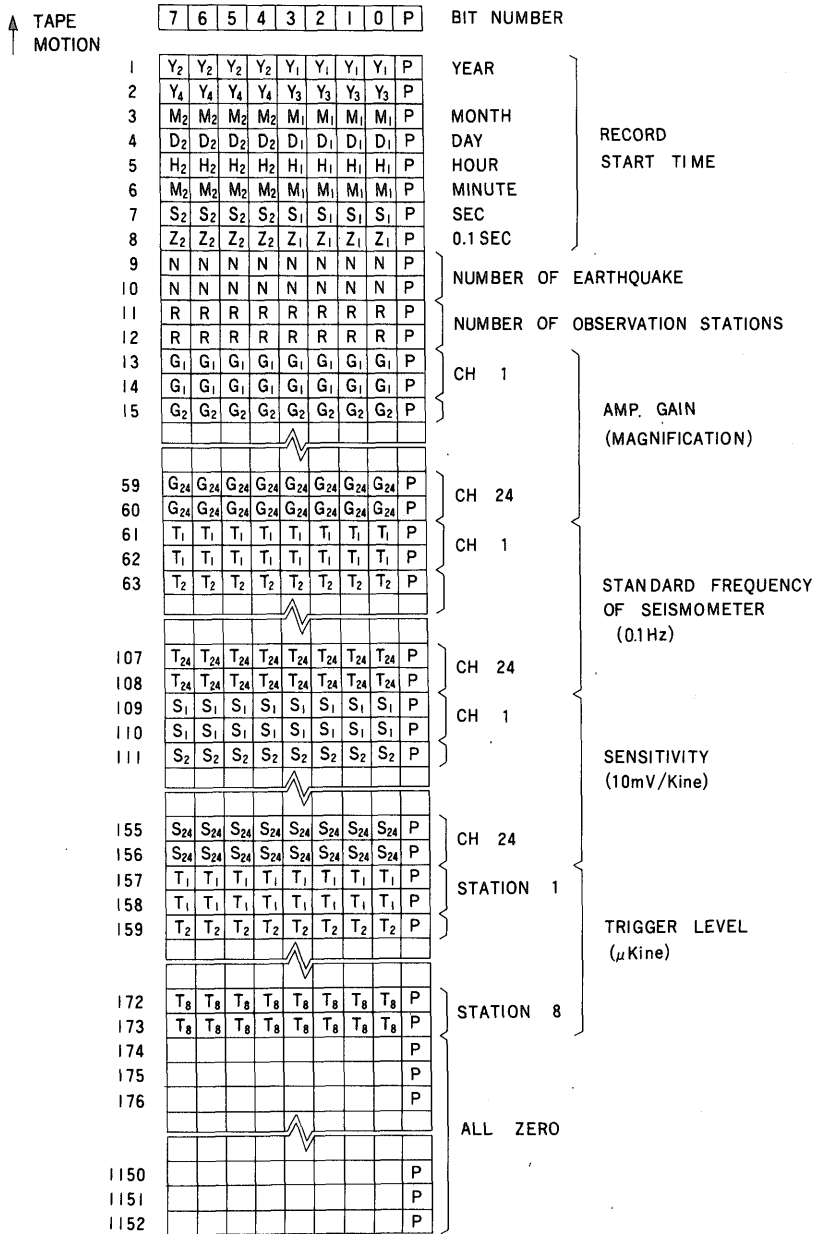 TAPE MOTION 7 6 5 4 3 2 1 0 P BIT NUMBER
1 Y₂ Y₂ Y₂ Y₂ Y₁ Y₁ Y₁ Y₁ P YEAR
2 Y₄ Y₄ Y₄ Y₄ Y₃ Y₃ Y₃ Y₃ P
3 M₂ M₂ M₂ M₂ M₁ M₁ M₁ M₁ P MONTH
4 D₂ D₂ D₂ D₂ D₁ D₁ D₁ D₁ P DAY
5 H₂ H₂ H₂ H₂ H₁ H₁ H₁ H₁ P HOUR
6 M₂ M₂ M₂ M₂ M₁ M₁ M₁ M₁ P MINUTE
7 S₂ S₂ S₂ S₂ S₁ S₁ S₁ S₁ P SEC
8 Z₂ Z₂ Z₂ Z₂ Z₁ Z₁ Z₁ Z₁ P 0.1 SEC
RECORD
START TIME
9 N N N N N N N N P
10 N N N N N N N N P
NUMBER OF EARTHQUAKE
11 R R R R R R R R P
12 R R R R R R R R P
NUMBER OF OBSERVATION STATIONS
13 G₁ G₁ G₁ G₁ G₁ G₁ G₁ G₁ P
14 G₁ G₁ G₁ G₁ G₁ G₁ G₁ G₁ P
CH 1
15 G₂ G₂ G₂ G₂ G₂ G₂ G₂ G₂ P
AMP. GAIN
(MAGNIFICATION)
59 G₂₄ G₂₄ G₂₄ G₂₄ G₂₄ G₂₄ G₂₄ G₂₄ P
60 G₂₄ G₂₄ G₂₄ G₂₄ G₂₄ G₂₄ G₂₄ G₂₄ P
CH 24
61 T₁ T₁ T₁ T₁ T₁ T₁ T₁ T₁ P
62 T₁ T₁ T₁ T₁ T₁ T₁ T₁ T₁ P
CH 1
63 T₂ T₂ T₂ T₂ T₂ T₂ T₂ T₂ P
STANDARD FREQUENCY
OF SEISMOMETER
(0.1Hz)
107 T₂₄ T₂₄ T₂₄ T₂₄ T₂₄ T₂₄ T₂₄ T₂₄ P
108 T₂₄ T₂₄ T₂₄ T₂₄ T₂₄ T₂₄ T₂₄ T₂₄ P
CH 24
109 S₁ S₁ S₁ S₁ S₁ S₁ S₁ S₁ P
110 S₁ S₁ S₁ S₁ S₁ S₁ S₁ S₁ P
CH 1
111 S₂ S₂ S₂ S₂ S₂ S₂ S₂ S₂ P
SENSITIVITY
(10mV/Kine)
155 S₂₄ S₂₄ S₂₄ S₂₄ S₂₄ S₂₄ S₂₄ S₂₄ P
156 S₂₄ S₂₄ S₂₄ S₂₄ S₂₄ S₂₄ S₂₄ S₂₄ P
CH 24
157 T₁ T₁ T₁ T₁ T₁ T₁ T₁ T₁ P
158 T₁ T₁ T₁ T₁ T₁ T₁ T₁ T₁ P
STATION 1
159 T₂ T₂ T₂ T₂ T₂ T₂ T₂ T₂ P
TRIGGER LEVEL
(μKine)
172 T₈ T₈ T₈ T₈ T₈ T₈ T₈ T₈ P
173 T₈ T₈ T₈ T₈ T₈ T₈ T₈ T₈ P
STATION 8
174 P
175 P
176 P
ALL ZERO
1150 P
1151 P
1152 P